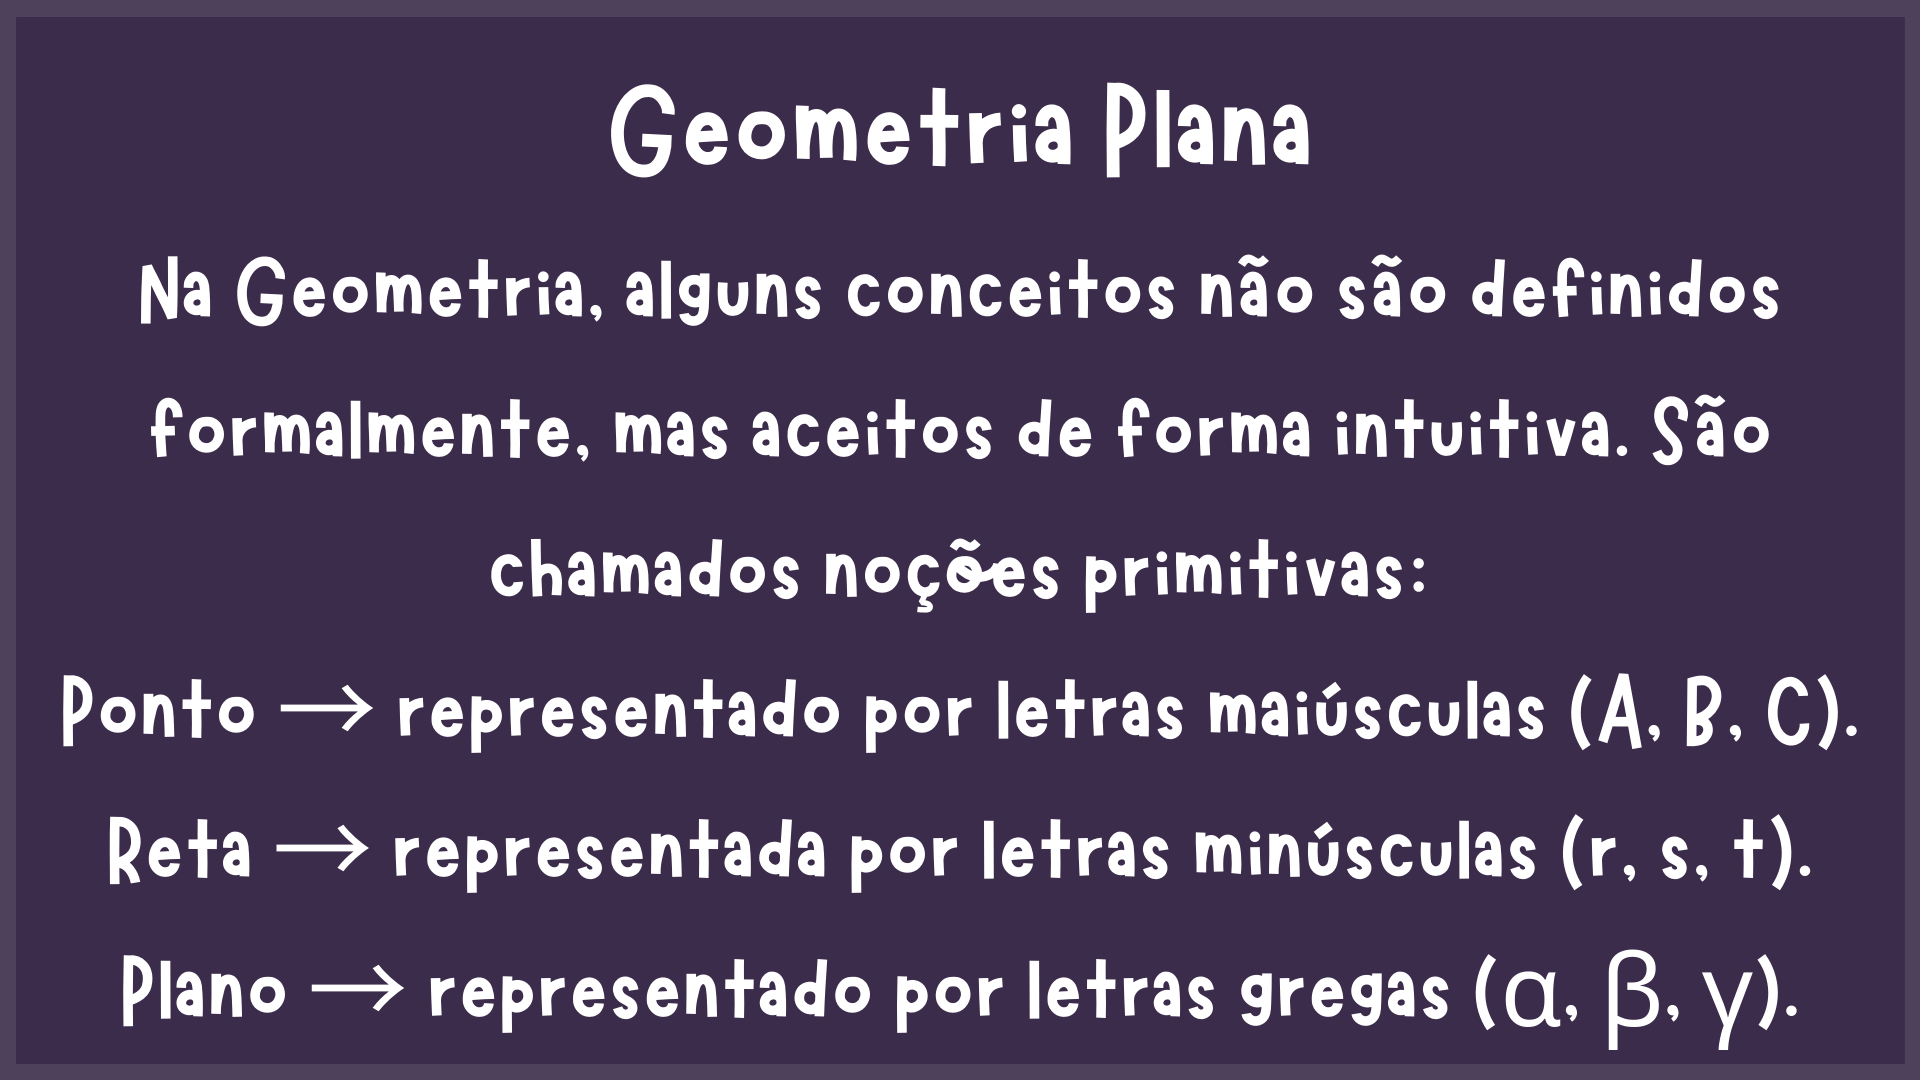 Geometria Plana
Na Geometria, alguns conceitos não são definidos
formalmente, mas aceitos de forma intuitiva. São
chamados noções primitivas:
Ponto → representado por letras maiúsculas (A, B, C).
Reta → representada por letras minúsculas (r, s, t).
Plano → representado por letras gregas (α, β, γ).